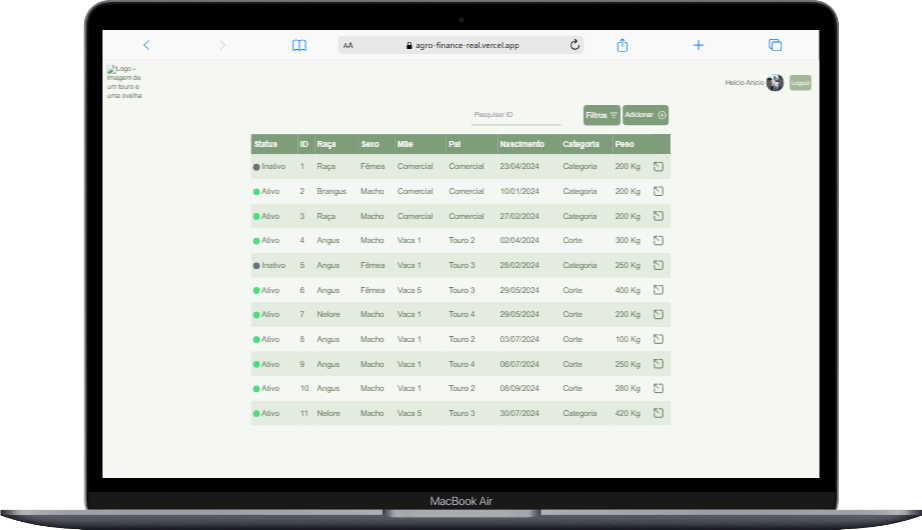 AA agro-finance-real.vercel.app
Logo -
Imagem de
um touro e
uma ovelha
Helcio Anicio Logout
Pesquisar ID Filtros Adicionar
Status ID Raça Sexo Mãe Pai Nascimento Categoria Peso
Inativo 1 Raça Fêmea Comercial Comercial 23/04/2024 Categoria 200 Kg
Ativo 2 Brangus Macho Comercial Comercial 10/01/2024 Categoria 200 Kg
Ativo 3 Raça Macho Comercial Comercial 27/02/2024 Categoria 200 Kg
Ativo 4 Angus Macho Vaca 1 Touro 2 02/04/2024 Corte 300 Kg
Inativo 5 Angus Fêmea Vaca 1 Touro 3 28/02/2024 Categoria 250 Kg
Ativo 6 Angus Fêmea Vaca 5 Touro 3 29/05/2024 Corte 400 Kg
Ativo 7 Nelore Macho Vaca 1 Touro 4 29/05/2024 Corte 230 Kg
Ativo 8 Angus Macho Vaca 1 Touro 2 03/07/2024 Corte 100 Kg
Ativo 9 Angus Macho Vaca 1 Touro 4 06/07/2024 Corte 250 Kg
Ativo 10 Angus Macho Vaca 1 Touro 2 08/09/2024 Corte 280 Kg
Ativo 11 Nelore Macho Vaca 5 Touro 3 30/07/2024 Categoria 420 Kg
MacBook Air